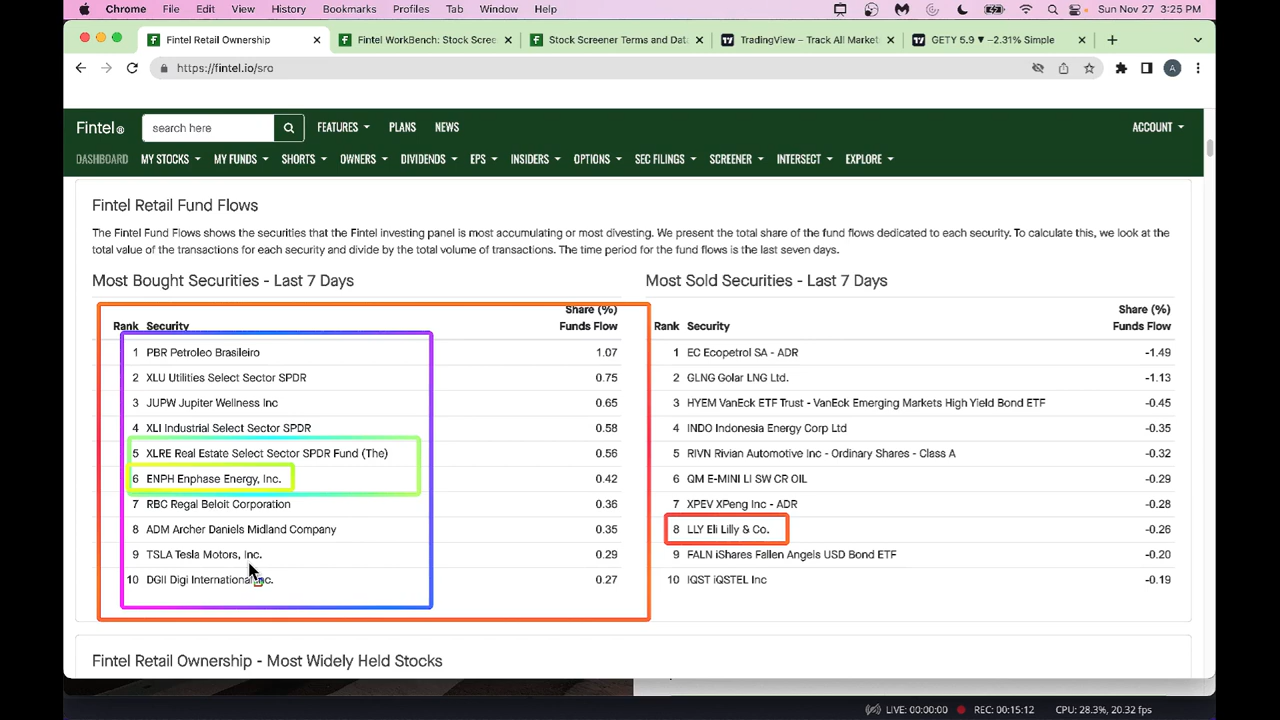 Chrome File Edit View History Bookmarks Profiles Tab Window Help Sun Nov 27 3:25 PM
Fintel Retail Ownership Fintel WorkBench: Stock Scree Stock Screener Terms and Data TradingView – Track All Market GETY 5.9 ▼ −2.31% Simple
https://fintel.io/sro A
Fintel® search here FEATURES PLANS NEWS ACCOUNT
DASHBOARD MY STOCKS MY FUNDS SHORTS OWNERS DIVIDENDS EPS INSIDERS OPTIONS SEC FILINGS SCREENER INTERSECT EXPLORE
Fintel Retail Fund Flows
The Fintel Fund Flows shows the securities that the Fintel investing panel is most accumulating or most divesting. We present the total share of the fund flows dedicated to each security. To calculate this, we look at the
total value of the transactions for each security and divide by the total volume of transactions. The time period for the fund flows is the last seven days.
Most Bought Securities - Last 7 Days
Share (%)
Rank Security Funds Flow
1 PBR Petroleo Brasileiro 1.07
2 XLU Utilities Select Sector SPDR 0.75
3 JUPW Jupiter Wellness Inc 0.65
4 XLI Industrial Select Sector SPDR 0.58
5 XLRE Real Estate Select Sector SPDR Fund (The) 0.56
6 ENPH Enphase Energy, Inc. 0.42
7 RBC Regal Beloit Corporation 0.36
8 ADM Archer Daniels Midland Company 0.35
9 TSLA Tesla Motors, Inc. 0.29
10 DGII Digi International Inc. 0.27
Most Sold Securities - Last 7 Days
Share (%)
Rank Security Funds Flow
1 EC Ecopetrol SA - ADR -1.49
2 GLNG Golar LNG Ltd. -1.13
3 HYEM VanEck ETF Trust - VanEck Emerging Markets High Yield Bond ETF -0.45
4 INDO Indonesia Energy Corp Ltd -0.35
5 RIVN Rivian Automotive Inc - Ordinary Shares - Class A -0.32
6 QM E-MINI LI SW CR OIL -0.29
7 XPEV XPeng Inc - ADR -0.28
8 LLY Eli Lilly & Co. -0.26
9 FALN iShares Fallen Angels USD Bond ETF -0.20
10 IQST iQSTEL Inc -0.19
Fintel Retail Ownership - Most Widely Held Stocks
LIVE: 00:00:00 REC: 00:15:12 CPU: 28.3%, 20.32 fps